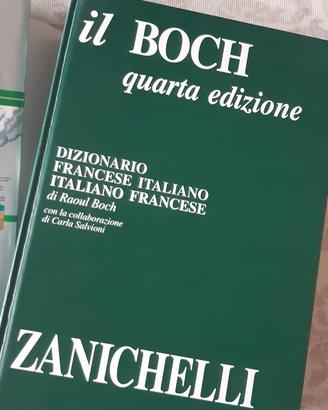 il BOCH
quarta edizione
DIZIONARIO
FRANCESE ITALIANO
ITALIANO FRANCESE
di Raoul Boch
con la collaborazione
di Carla Salvioni
ZANICHELLI